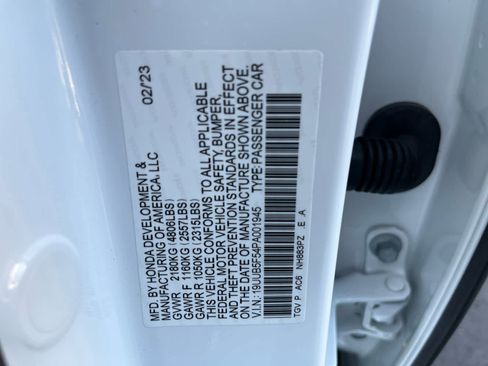 MFD. BY HONDA DEVELOPMENT & 02/23
MANUFACTURING OF AMERICA, LLC
GVWR 2180KG (4806LBS)
GAWR F 1160KG (2557LBS)
GAWR R 1050KG (2315LBS)
THIS VEHICLE CONFORMS TO ALL APPLICABLE
FEDERAL MOTOR VEHICLE SAFETY, BUMPER,
AND THEFT PREVENTION STANDARDS IN EFFECT
ON THE DATE OF MANUFACTURE SHOWN ABOVE.
V.I.N.: 19UUB5F54PA001945 TYPE:PASSENGER CAR
TGV P AC6 NH883PZ .E .A